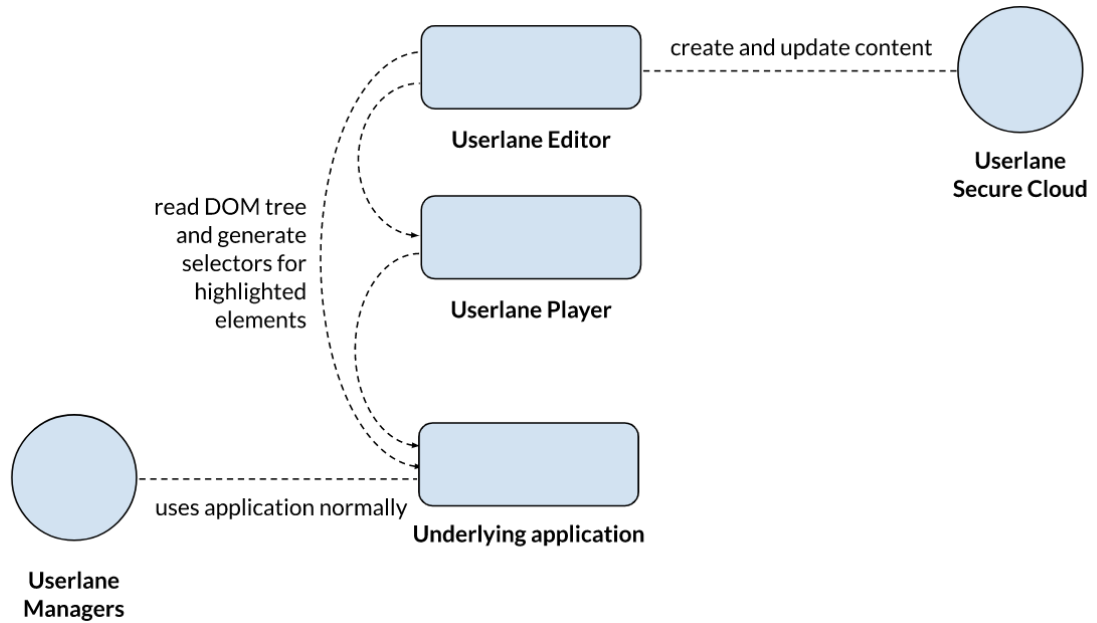 create and update content
Userlane Editor
Userlane
Secure Cloud
read DOM tree
and generate
selectors for
highlighted
elements
Userlane Player
uses application normally
Underlying application
Userlane
Managers